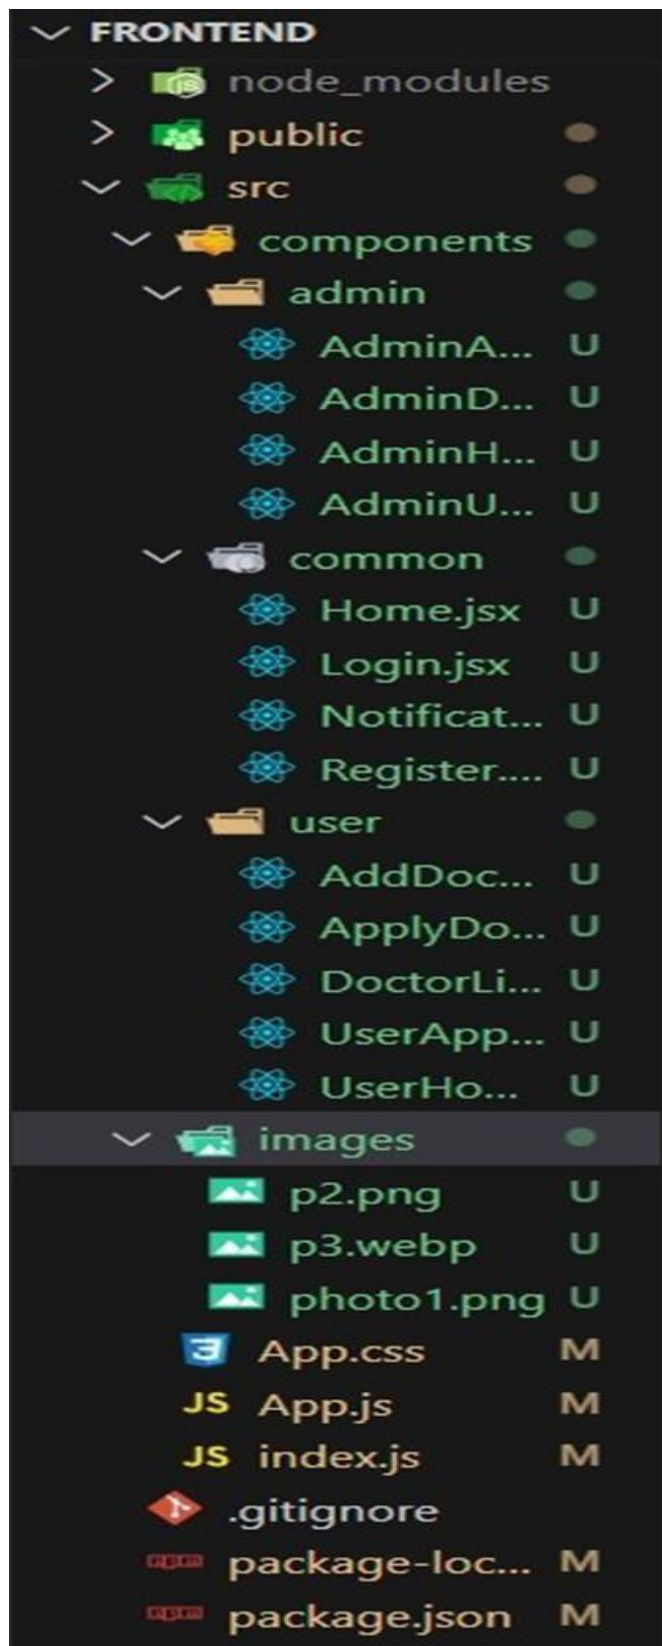 FRONTEND
node_modules
public
src
components
admin
AdminA... U
AdminD... U
AdminH... U
AdminU... U
common
Home.jsx U
Login.jsx U
Notificat... U
Register.... U
user
AddDoc... U
ApplyDo... U
DoctorLi... U
UserApp... U
UserHo... U
images
p2.png U
p3.webp U
photo1.png U
App.css M
JS App.js M
JS index.js M
.gitignore
package-loc... M
package.json M